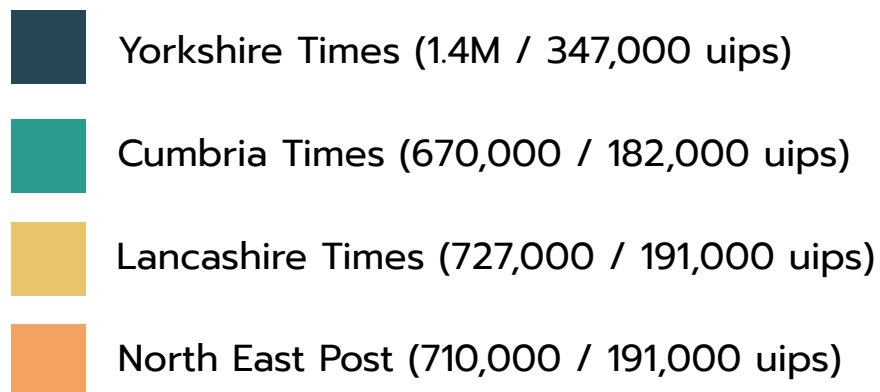 Yorkshire Times (1.4M / 347,000 uips)
Cumbria Times (670,000 / 182,000 uips)
Lancashire Times (727,000 / 191,000 uips)
North East Post (710,000 / 191,000 uips)